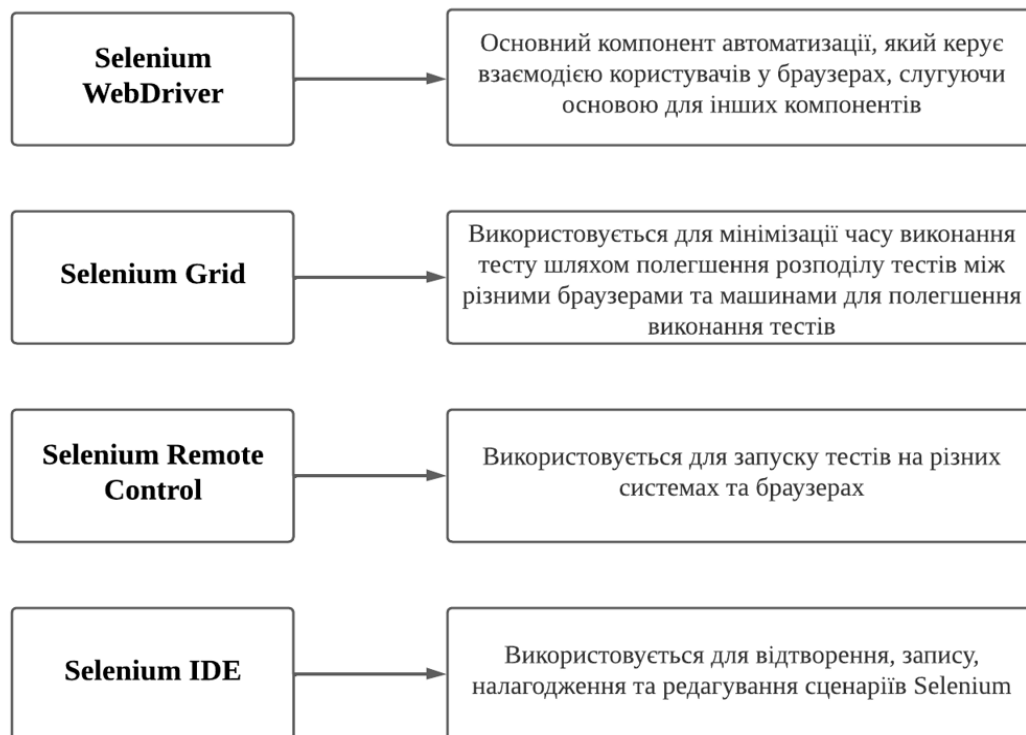 Selenium
WebDriver
Основний компонент автоматизації, який керує
взаємодією користувачів у браузерах, слугуючи
основою для інших компонентів
Selenium Grid
Використовується для мінімізації часу виконання
тесту шляхом полегшення розподілу тестів між
різними браузерами та машинами для полегшення
виконання тестів
Selenium Remote
Control
Використовується для запуску тестів на різних
системах та браузерах
Selenium IDE
Використовується для відтворення, запису,
налагодження та редагування сценаріїв Selenium